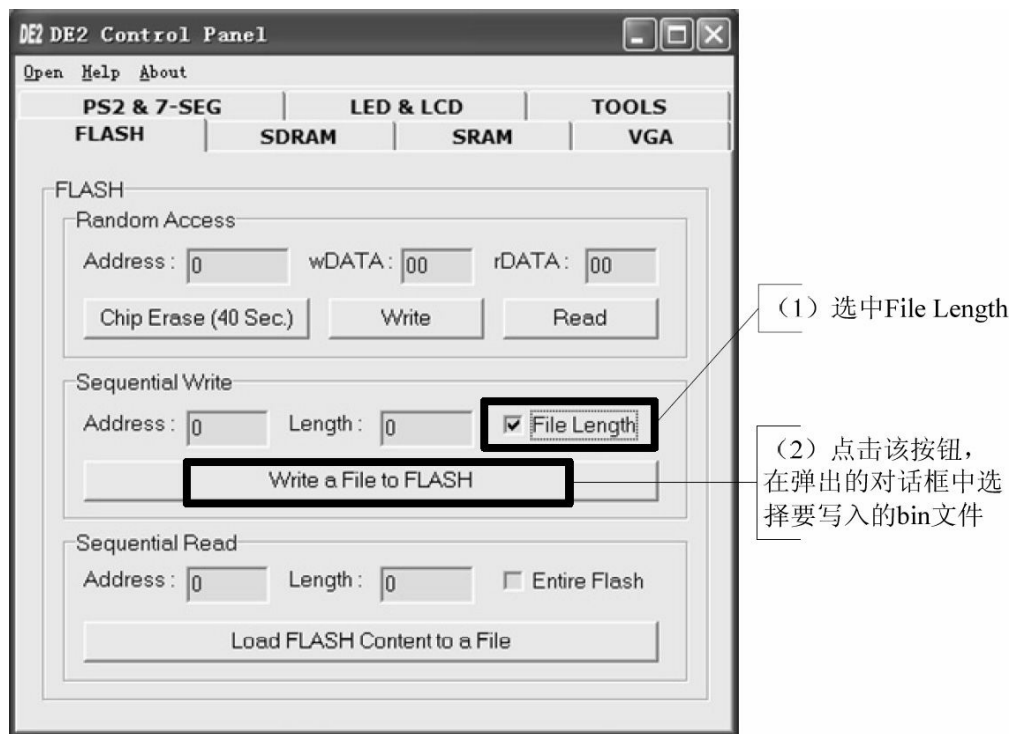 DE2 DE2 Control Panel
Open Help About
PS2 & 7-SEG LED & LCD TOOLS
FLASH SDRAM SRAM VGA
FLASH
Random Access
Address : 0 wDATA : 00 rDATA : 00
Chip Erase (40 Sec.) Write Read
Sequential Write
Address : 0 Length : 0 File Length
Write a File to FLASH
Sequential Read
Address : 0 Length : 0 Entire Flash
Load FLASH Content to a File
（1）选中File Length
（2）点击该按钮，
在弹出的对话框中选
择要写入的bin文件